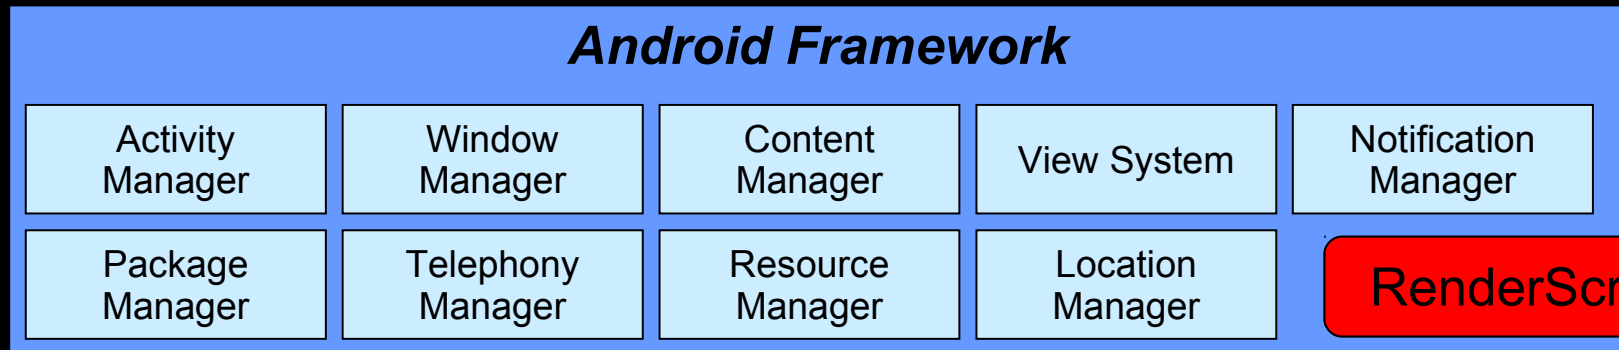 Android Framework
Activity
Manager
Window
Manager
Content
Manager
View System
Notification
Manager
Package
Manager
Telephony
Manager
Resource
Manager
Location
Manager
RenderScr